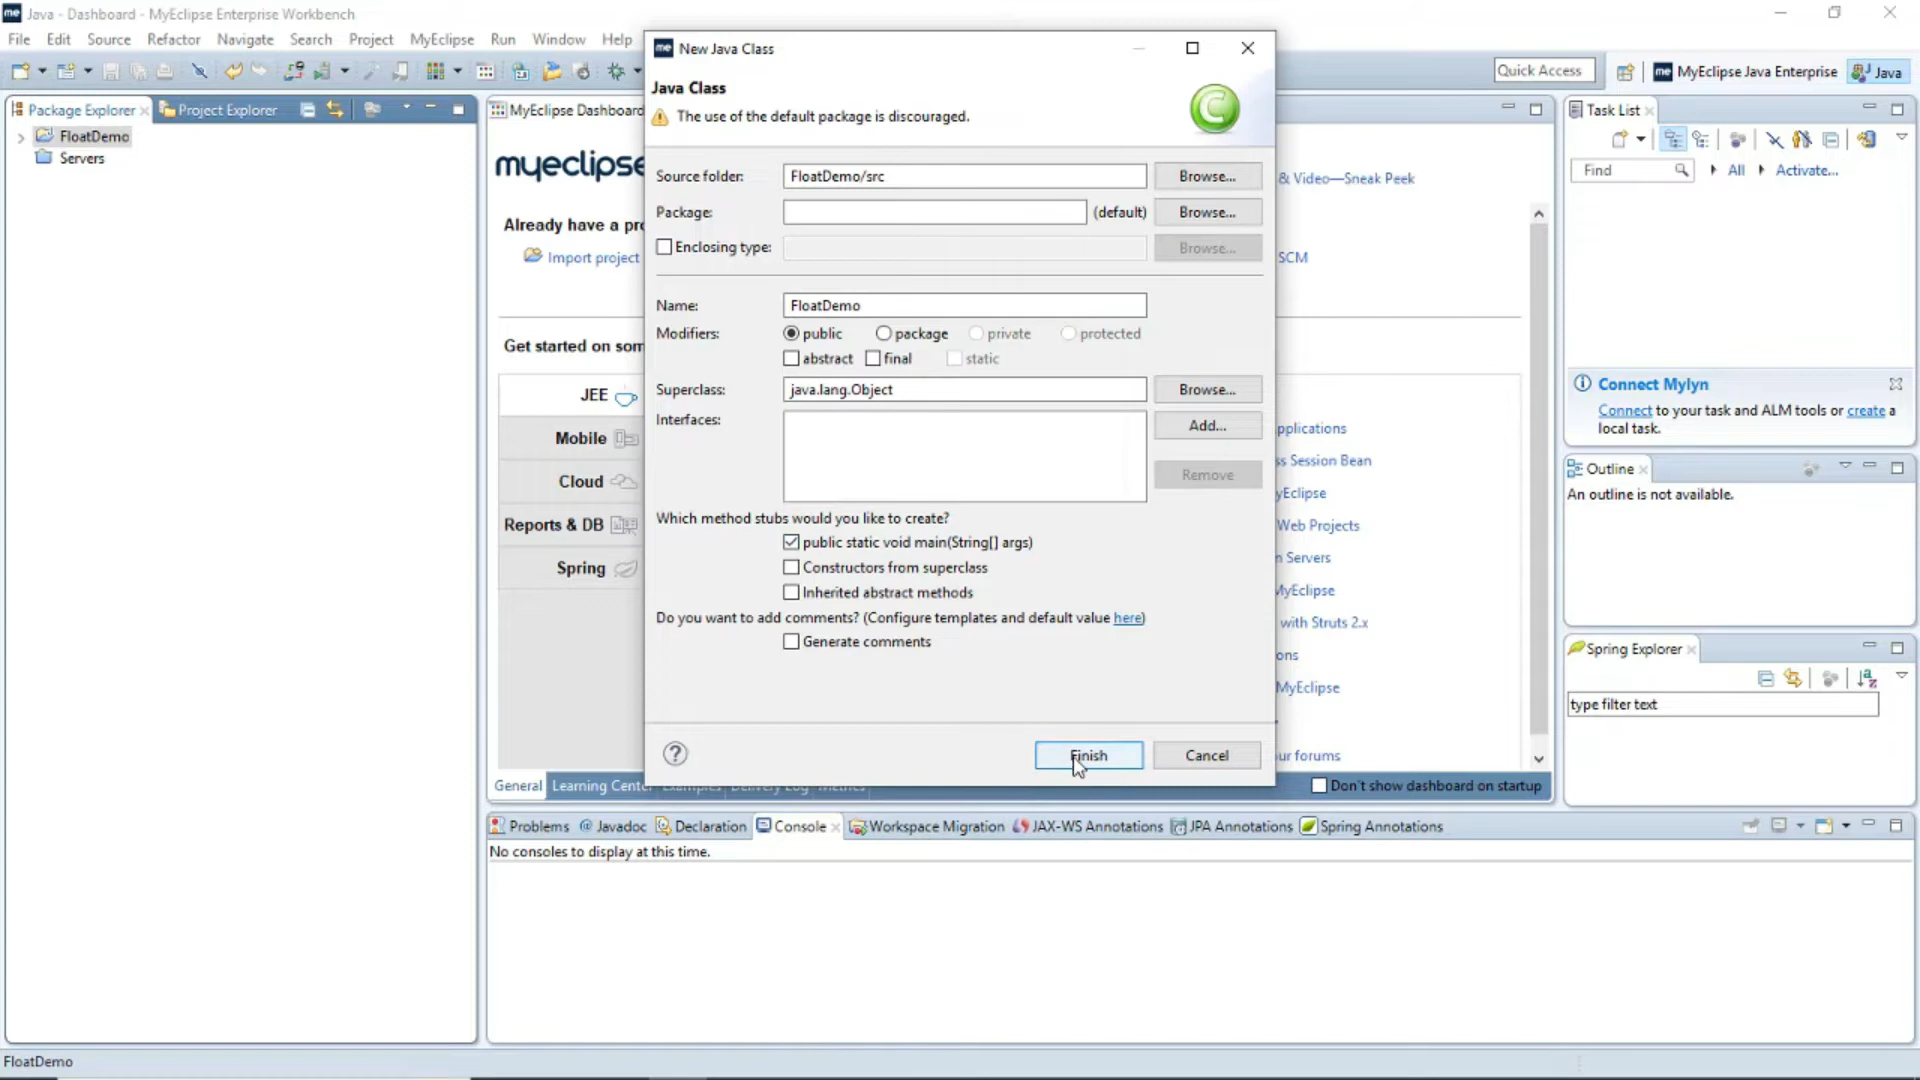 Java - Dashboard - MyEclipse Enterprise Workbench
File Edit Source Refactor Navigate Search Project MyEclipse Run Window Help
Quick Access
MyEclipse Java Enterprise
Java
Package Explorer
Project Explorer
FloatDemo
Servers
MyEclipse Dashboard
myeclipse
Already have a
Import project
Get started on
JEE
Mobile
Cloud
Reports & DB
Spring
General
Learning
New Java Class
Java Class
The use of the default package is discouraged.
Source folder: FloatDemo/src Browse...
Package: (default) Browse...
Enclosing type: Browse...
Name: FloatDemo
Modifiers: public package private protected
abstract final static
Superclass: java.lang.Object Browse...
Interfaces: Add...
Remove
Which method stubs would you like to create?
public static void main(String[] args)
Constructors from superclass
Inherited abstract methods
Do you want to add comments? (Configure templates and default value here)
Generate comments
Finish Cancel
& Video—Sneak Peek
SCM
Session Bean
Web Projects
Servers
with Struts 2.x
MyEclipse
forums
Don't show dashboard on startup
Task List
Find
All
Activate...
Connect Mylyn
Connect to your task and ALM tools or create a
local task.
Outline
An outline is not available.
Spring Explorer
type filter text
Problems Javadoc Declaration Console Workspace Migration JAX-WS Annotations JPA Annotations Spring Annotations
No consoles to display at this time.
FloatDemo